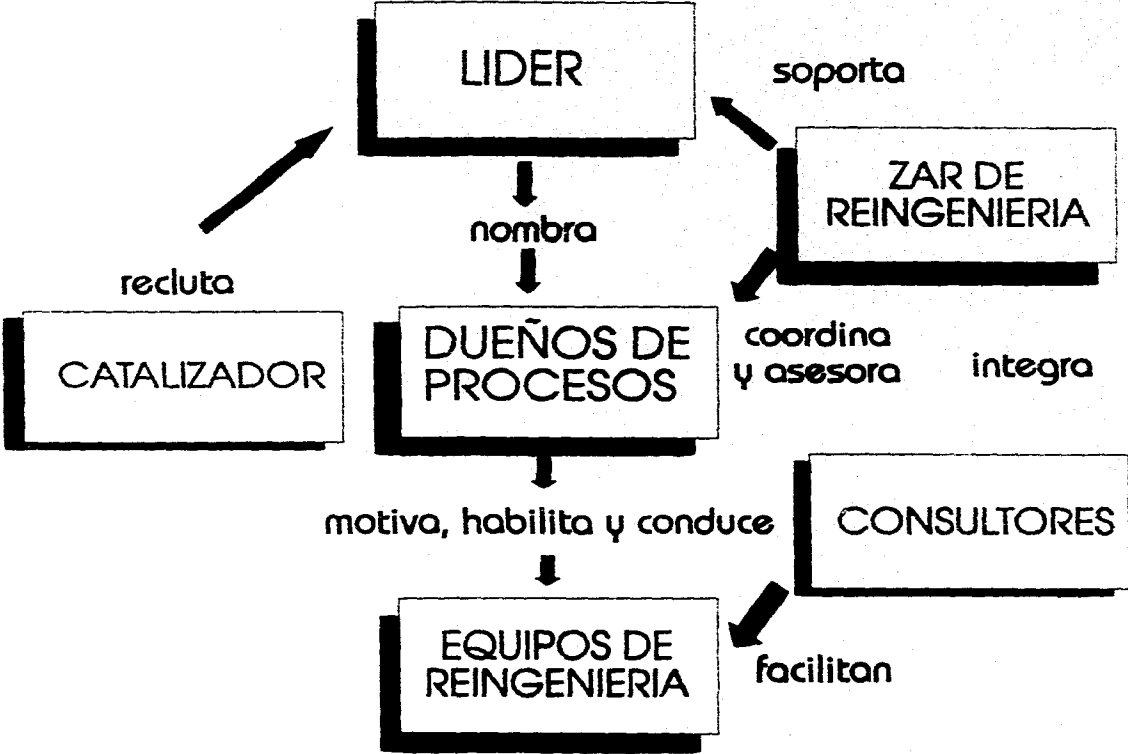 LIDER
soporta
ZAR DE
REINGENIERIA
nombra
recluta
CATALIZADOR
DUEÑOS DE
PROCESOS
coordina
y asesora
integra
motiva, habilita y conduce
CONSULTORES
EQUIPOS DE
REINGENIERIA
facilitan